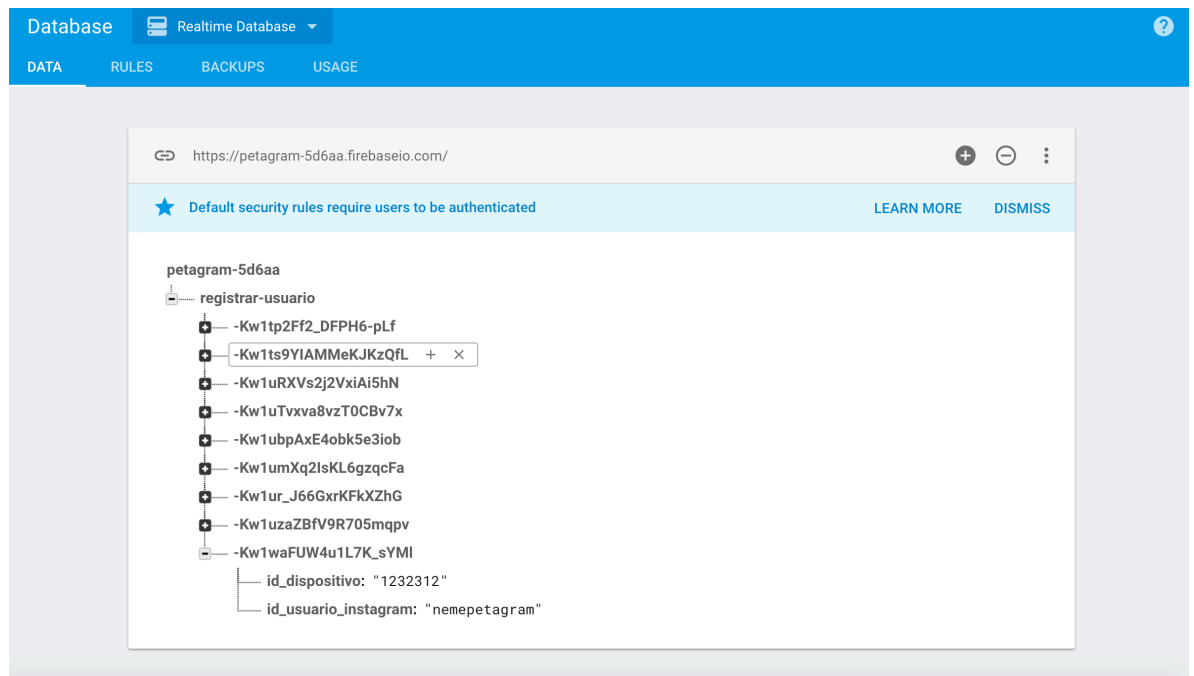 Database Realtime Database
DATA RULES BACKUPS USAGE
https://petagram-5d6aa.firebaseio.com/
Default security rules require users to be authenticated LEARN MORE DISMISS
petagram-5d6aa
registrar-usuario
-Kw1tp2Ff2_DFPH6-pLf
-Kw1ts9YIAMMeKJKzQfL
-Kw1uRXVs2j2VxiAi5hN
-Kw1uTvxva8vzT0CBv7x
-Kw1ubpAxE4obk5e3iob
-Kw1umXq2IsKL6gzqcFa
-Kw1ur_J66GxrKFkXZhG
-Kw1uzaZBfV9R705mqpv
-Kw1waFUW4u1L7K_sYMl
id_dispositivo: "1232312"
id_usuario_instagram: "nemepetagram"